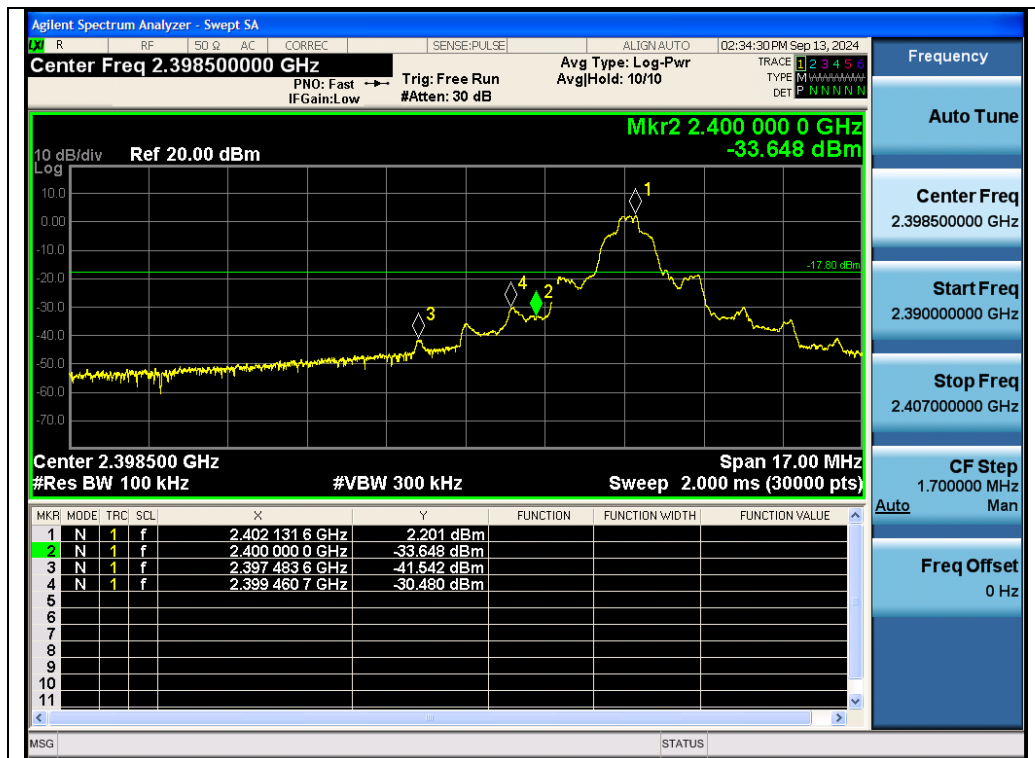 Agilent Spectrum Analyzer - Swept SA
LXI R RF 50 Ω AC CORREC SENSE:PULSE ALIGN AUTO 02:34:30 PM Sep 13, 2024
Center Freq 2.398500000 GHz
PNO: Fast
IFGain:Low
Trig: Free Run
#Atten: 30 dB
Avg Type: Log-Pwr
Avg|Hold: 10/10
TRACE 1 2 3 4 5 6
TYPE M
DET P N N N N N
Mkr2 2.400 000 0 GHz
-33.648 dBm
10 dB/div Ref 20.00 dBm
Log
10.0
0.00
-10.0
-20.0
-30.0
-40.0
-50.0
-60.0
-70.0
1
-17.80 dBm
4
2
3
Center 2.398500 GHz Span 17.00 MHz
#Res BW 100 kHz #VBW 300 kHz Sweep 2.000 ms (30000 pts)
MKR MODE TRC SCL X Y FUNCTION FUNCTION WIDTH FUNCTION VALUE
1 N 1 f 2.402 131 6 GHz 2.201 dBm
2 N 1 f 2.400 000 0 GHz -33.648 dBm
3 N 1 f 2.397 483 6 GHz -41.542 dBm
4 N 1 f 2.399 460 7 GHz -30.480 dBm
5
6
7
8
9
10
11
MSG STATUS
Frequency
Auto Tune
Center Freq
2.398500000 GHz
Start Freq
2.390000000 GHz
Stop Freq
2.407000000 GHz
CF Step
1.700000 MHz
Auto Man
Freq Offset
0 Hz